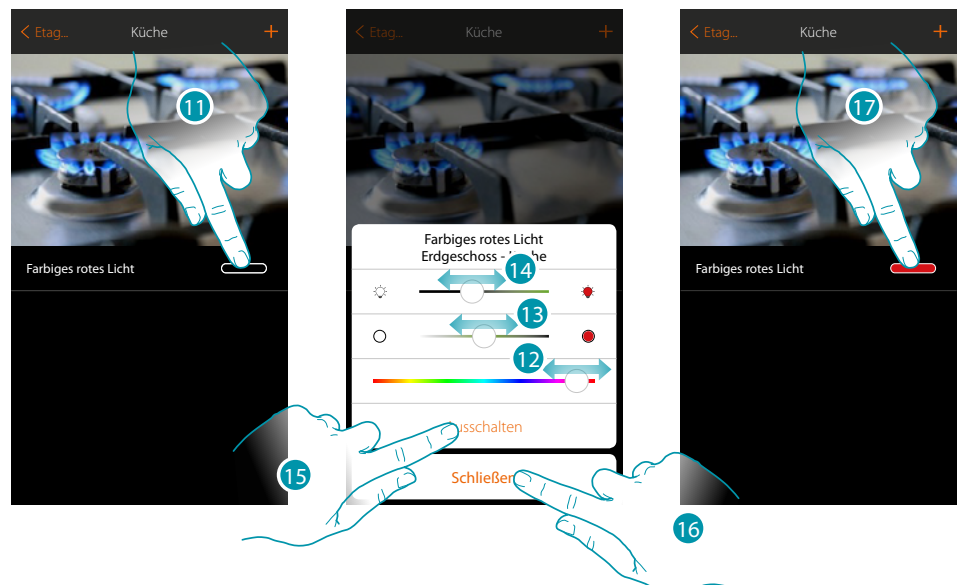 < Etag... Küche +
11
Farbiges rotes Licht
< Etag... Küche +
Farbiges rotes Licht
Erdgeschoss -
14
13
12
usschalten
Schließen
15
16
< Etag... Küche +
17
Farbiges rotes Licht